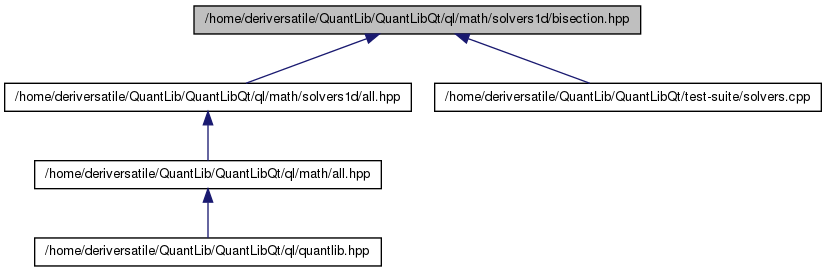 /home/deriversatile/QuantLib/QuantLibQt/ql/math/solvers1d/bisection.hpp
/home/deriversatile/QuantLib/QuantLibQt/ql/math/solvers1d/all.hpp
/home/deriversatile/QuantLib/QuantLibQt/test-suite/solvers.cpp
/home/deriversatile/QuantLib/QuantLibQt/ql/math/all.hpp
/home/deriversatile/QuantLib/QuantLibQt/ql/quantlib.hpp